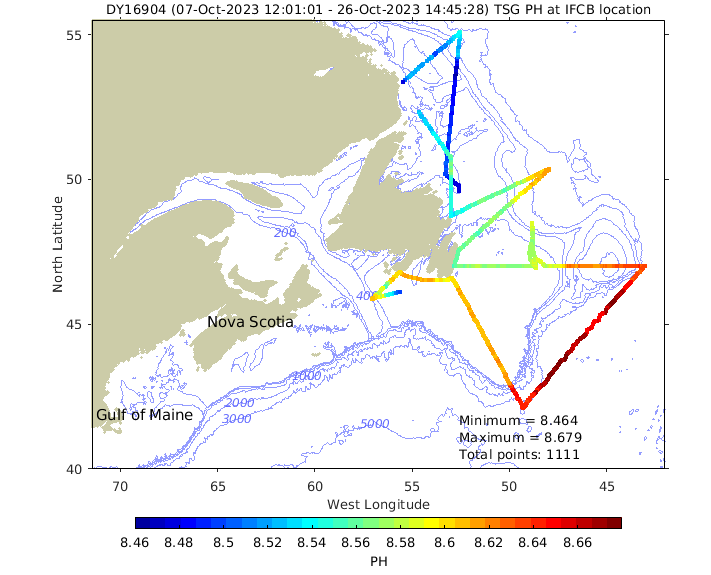 DY16904 (07-Oct-2023 12:01:01 - 26-Oct-2023 14:45:28) TSG PH at IFCB location
55
50
45
40
North Latitude
200
400
Nova Scotia
1000
Gulf of Maine
2000
3000
5000
Minimum = 8.464
Maximum = 8.679
Total points: 1111
70 65 60 55 50 45
West Longitude
8.46 8.48 8.5 8.52 8.54 8.56 8.58 8.6 8.62 8.64 8.66
PH